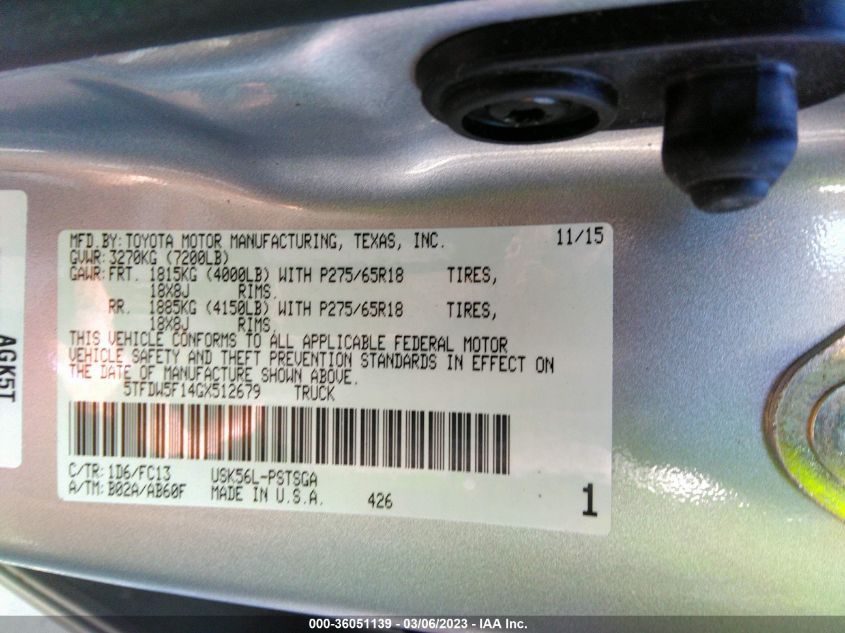 MFD.BY:TOYOTA MOTOR MANUFACTURING, TEXAS, INC. 11/15
GVWR:3270KG (7200LB)
GAWR:FRT. 1815KG (4000LB) WITH P275/65R18 TIRES,
18X8J RIMS.
RR. 1885KG (4150LB) WITH P275/65R18 TIRES,
18X8J RIMS.
THIS VEHICLE CONFORMS TO ALL APPLICABLE FEDERAL MOTOR
VEHICLE SAFETY AND THEFT PREVENTION STANDARDS IN EFFECT ON
THE DATE OF MANUFACTURE SHOWN ABOVE.
5TFDW5F14GX512679 TRUCK
C/TR:1D6/FC13 USK56L-PSTSGA
A/TM:B02A/AB60F MADE IN U.S.A. 426 1
AGK5T
000-36051139 — 03/06/2023 — IAA Inc.